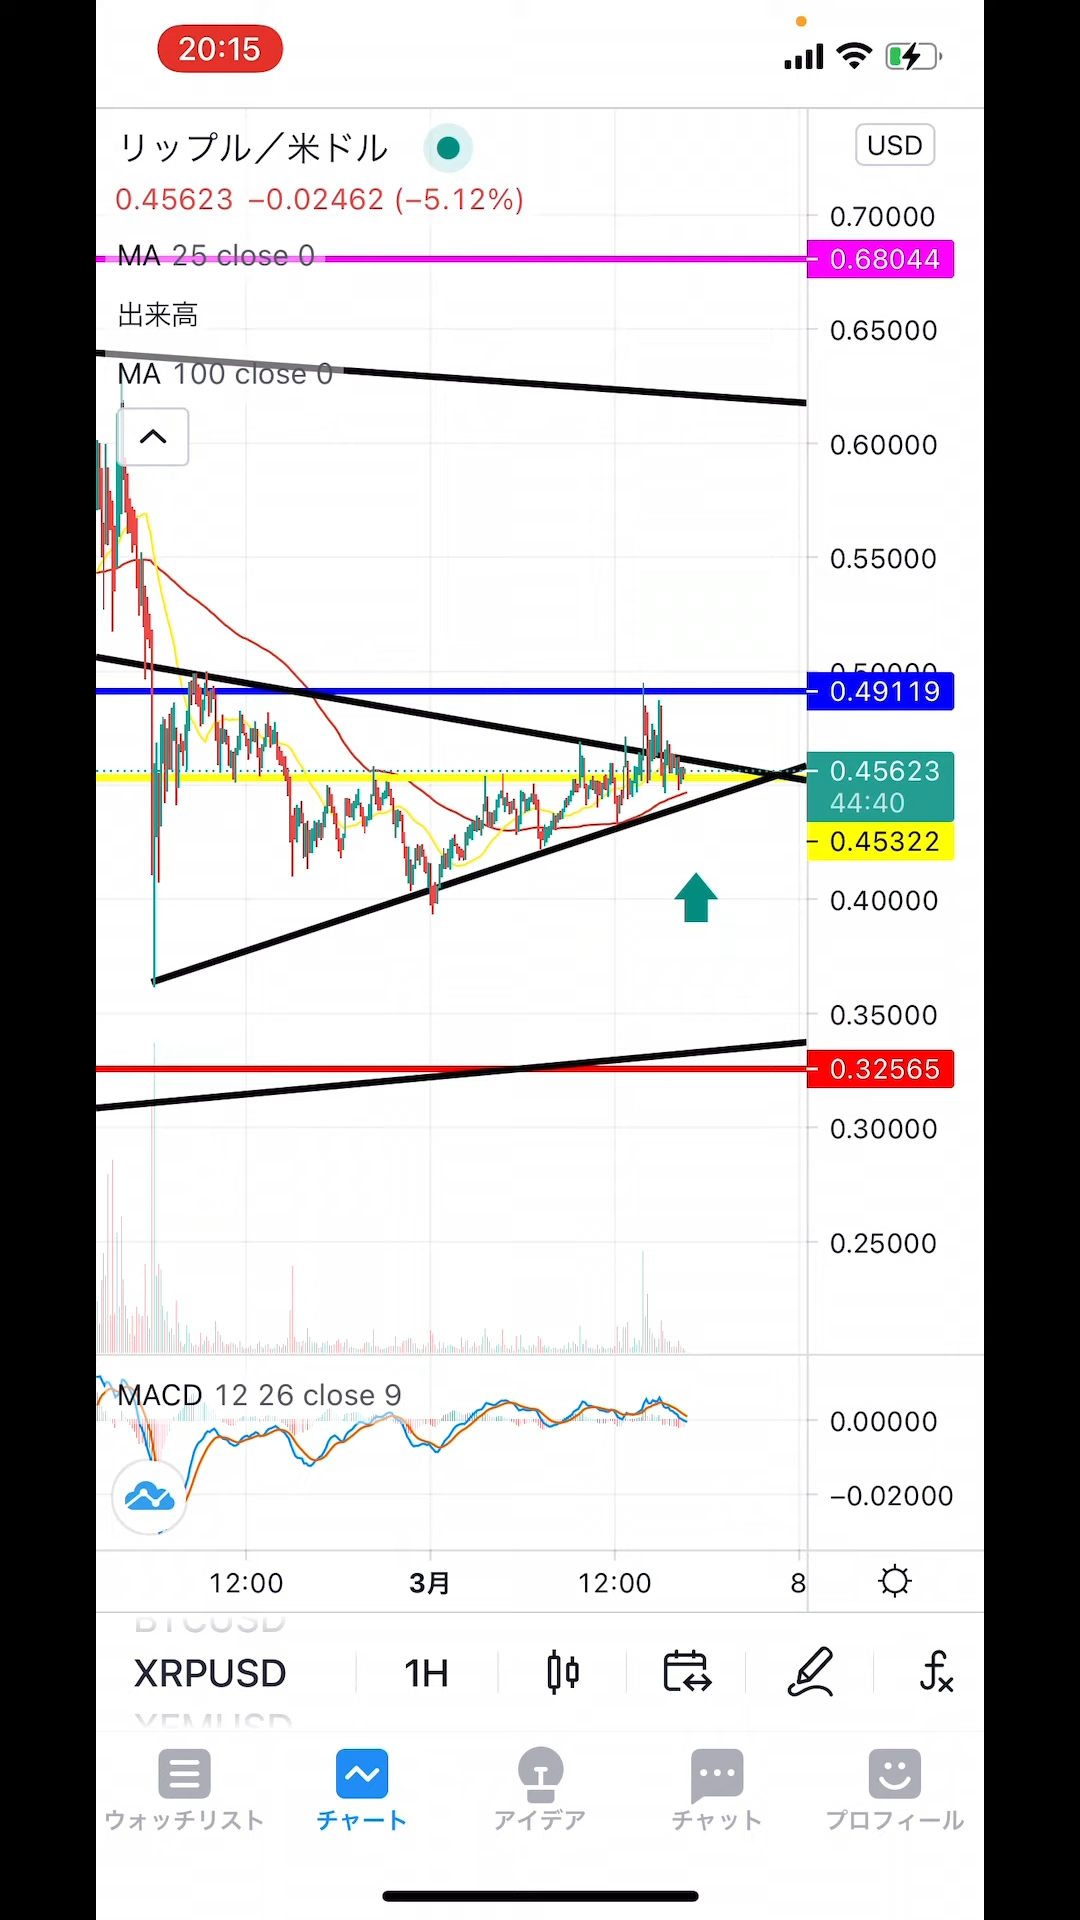 20:15
リップル／米ドル
USD
0.45623 −0.02462 (−5.12%)
0.70000
MA 25 close 0
0.68044
出来高
0.65000
MA 100 close 0
0.60000
0.55000
0.50000
0.49119
0.45623
44:40
0.45322
0.40000
0.35000
0.32565
0.30000
0.25000
MACD 12 26 close 9
0.00000
−0.02000
12:00 3月 12:00 8
BTCUSD
XRPUSD 1H
XEMUSD
ウォッチリスト チャート アイデア チャット プロフィール